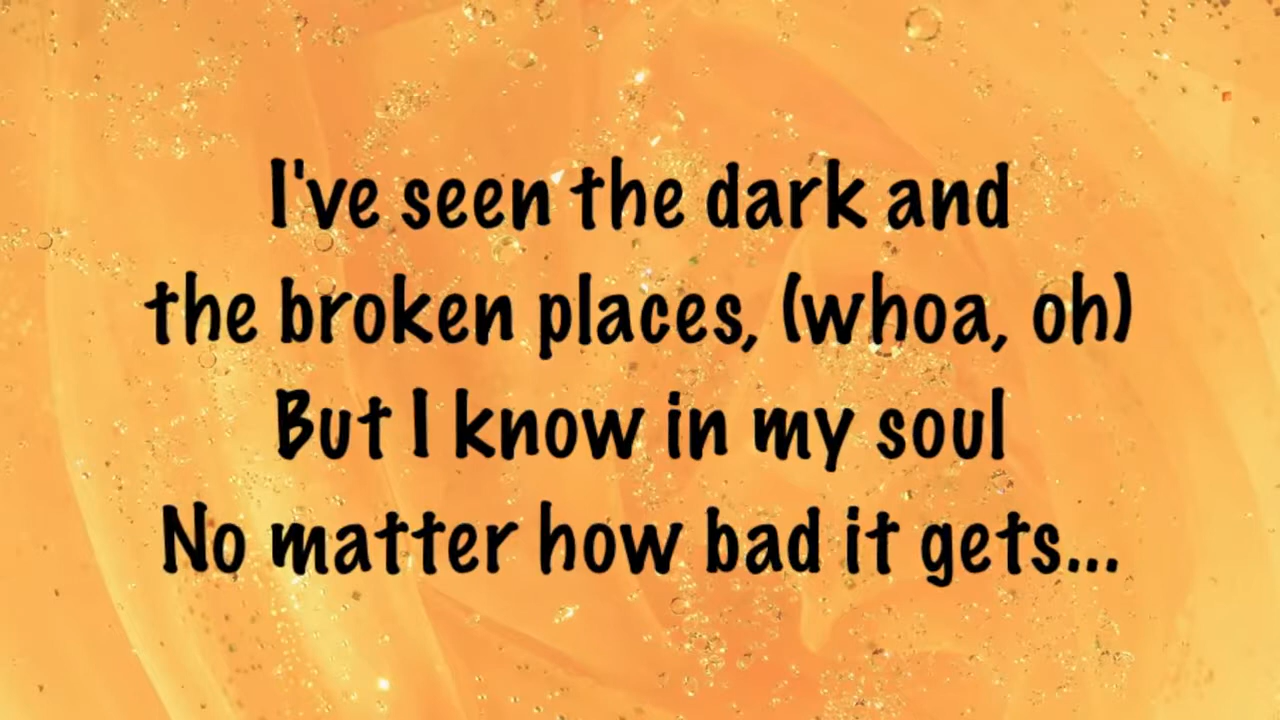 I've seen the dark and
the broken places, (whoa, oh)
But I know in my soul
No matter how bad it gets...